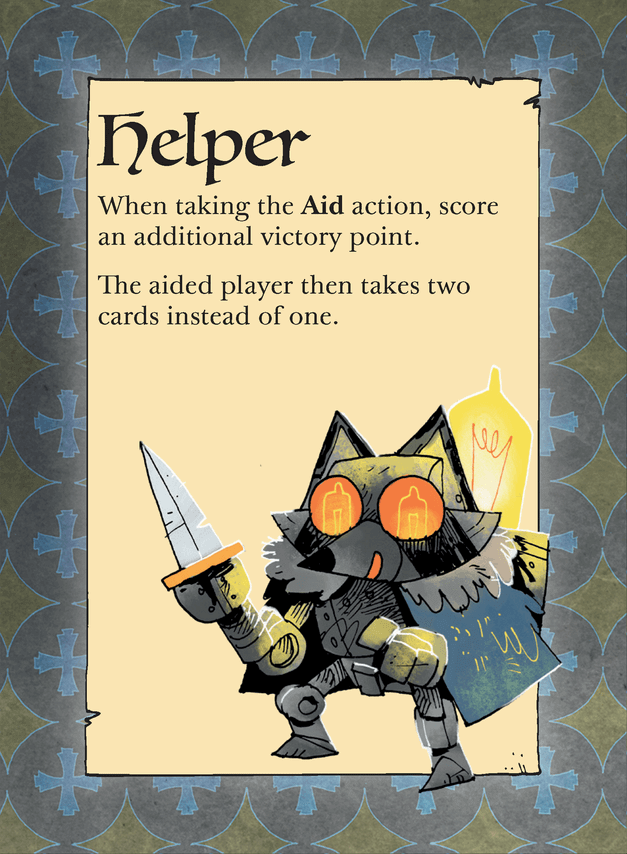 Helper
When taking the Aid action, score
an additional victory point.
The aided player then takes two
cards instead of one.